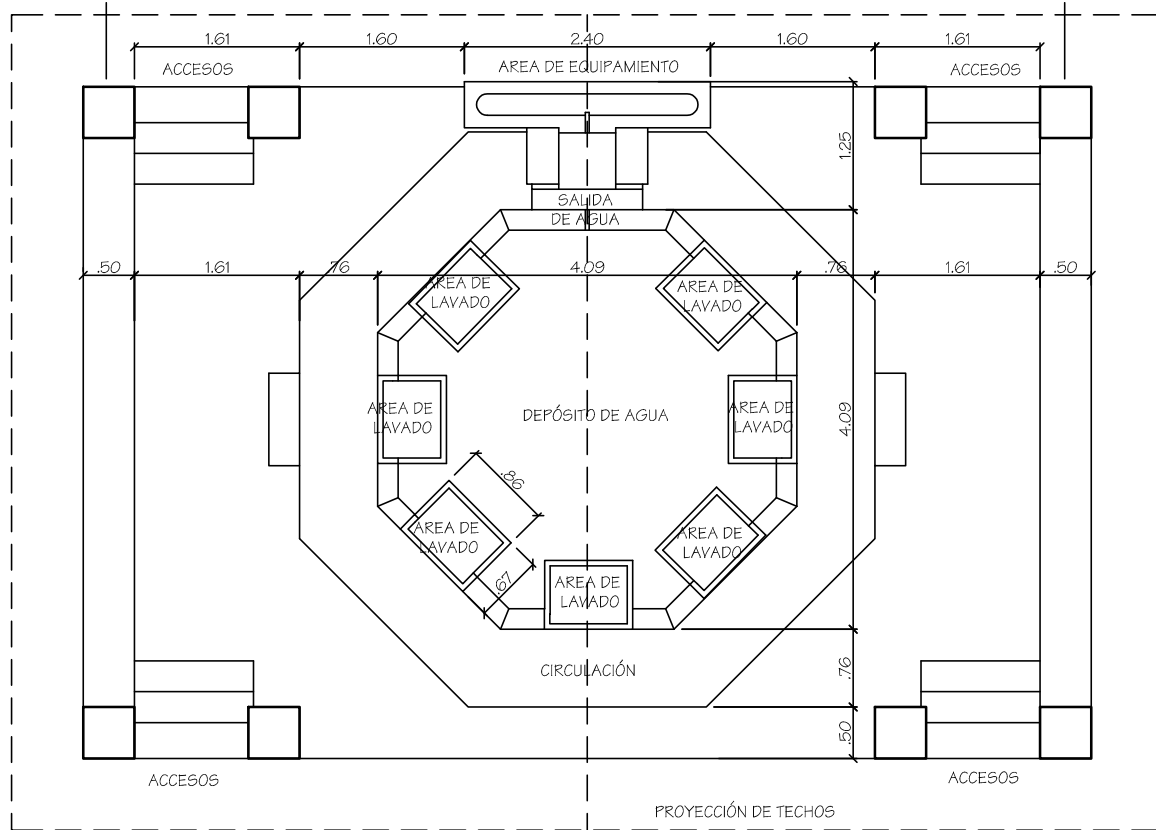 1.61
1.60
2.40
1.60
1.61
ACCESOS
AREA DE EQUIPAMIENTO
ACCESOS
1.25
SALIDA
DE AGUA
.50
1.61
.76
4.09
.76
1.61
.50
AREA DE
LAVADO
AREA DE
LAVADO
AREA DE
LAVADO
DEPÓSITO DE AGUA
AREA DE
LAVADO
4.09
.86
AREA DE
LAVADO
AREA DE
LAVADO
.67
AREA DE
LAVADO
CIRCULACIÓN
.76
.50
ACCESOS
ACCESOS
PROYECCIÓN DE TECHOS